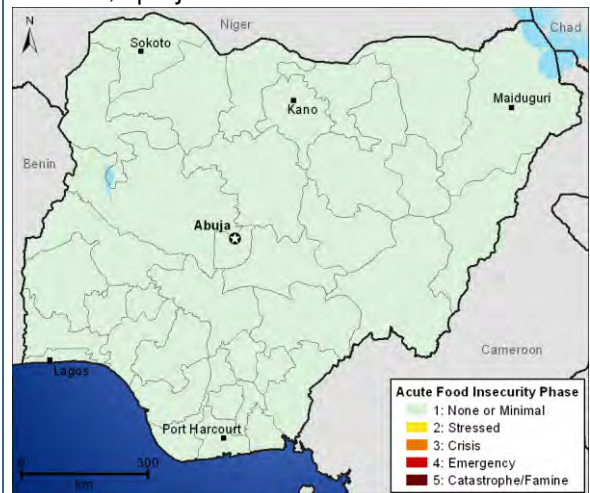 N
Niger
Chad
Sokoto
Kano
Maiduguri
Benin
Abuja
Cameroon
Lagos
Port Harcourt
0 300
km
Acute Food Insecurity Phase
1: None or Minimal
2: Stressed
3: Crisis
4: Emergency
5: Catastrophe/Famine